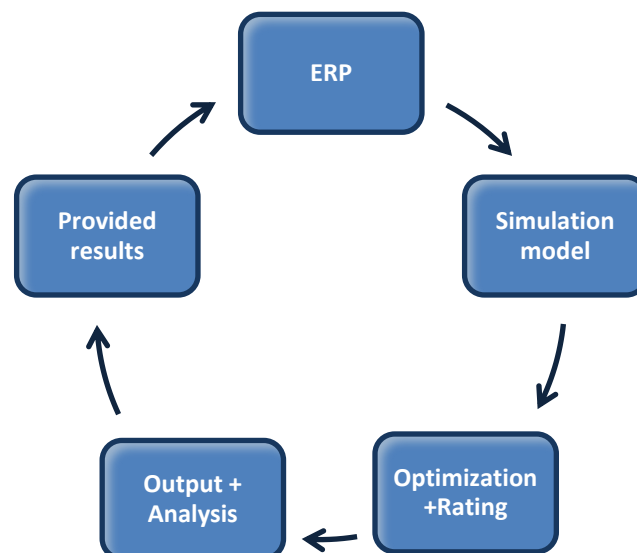 ERP
Simulation
model
Optimization
+Rating
Output +
Analysis
Provided
results